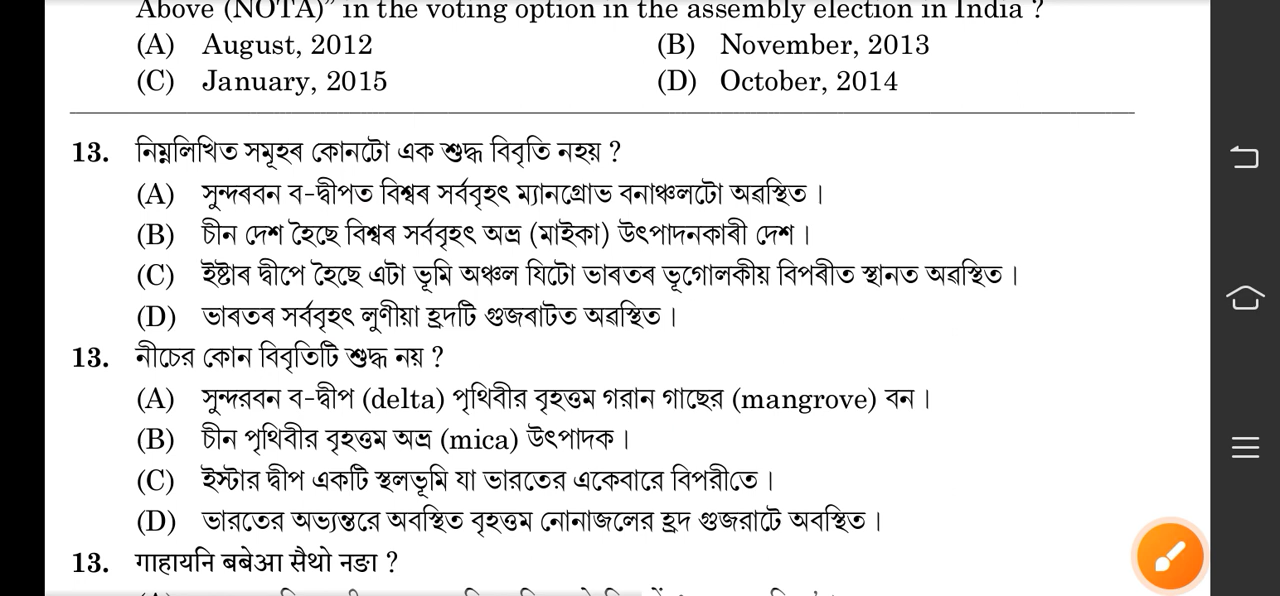 Above (NOTA)" in the voting option in the assembly election in India ?
(A) August, 2012 (B) November, 2013
(C) January, 2015 (D) October, 2014
13. নিম্নলিখিত সমূহৰ কোনটো এক শুদ্ধ বিবৃতি নহয় ?
(A) সুন্দৰবন ব-দ্বীপত বিশ্বৰ সৰ্ববৃহৎ ম্যানগ্ৰোভ বনাঞ্চলটো অৱস্থিত ।
(B) চীন দেশ হৈছে বিশ্বৰ সৰ্ববৃহৎ অভ্ৰ (মাইকা) উৎপাদনকাৰী দেশ ।
(C) ইষ্টাৰ দ্বীপে হৈছে এটা ভূমি অঞ্চল যিটো ভাৰতৰ ভূগোলকীয় বিপৰীত স্থানত অৱস্থিত ।
(D) ভাৰতৰ সৰ্ববৃহৎ লুণীয়া হ্ৰদটি গুজৰাটত অৱস্থিত ।
13. নীচের কোন বিবৃতিটি শুদ্ধ নয় ?
(A) সুন্দরবন ব-দ্বীপ (delta) পৃথিবীর বৃহত্তম গরান গাছের (mangrove) বন ।
(B) চীন পৃথিবীর বৃহত্তম অভ্র (mica) উৎপাদক ।
(C) ইস্টার দ্বীপ একটি স্থলভূমি যা ভারতের একেবারে বিপরীতে ।
(D) ভারতের অভ্যন্তরে অবস্থিত বৃহত্তম নোনাজলের হ্রদ গুজরাটে অবস্থিত ।
13. गाहायनि बबेआ सैथो नङा ?